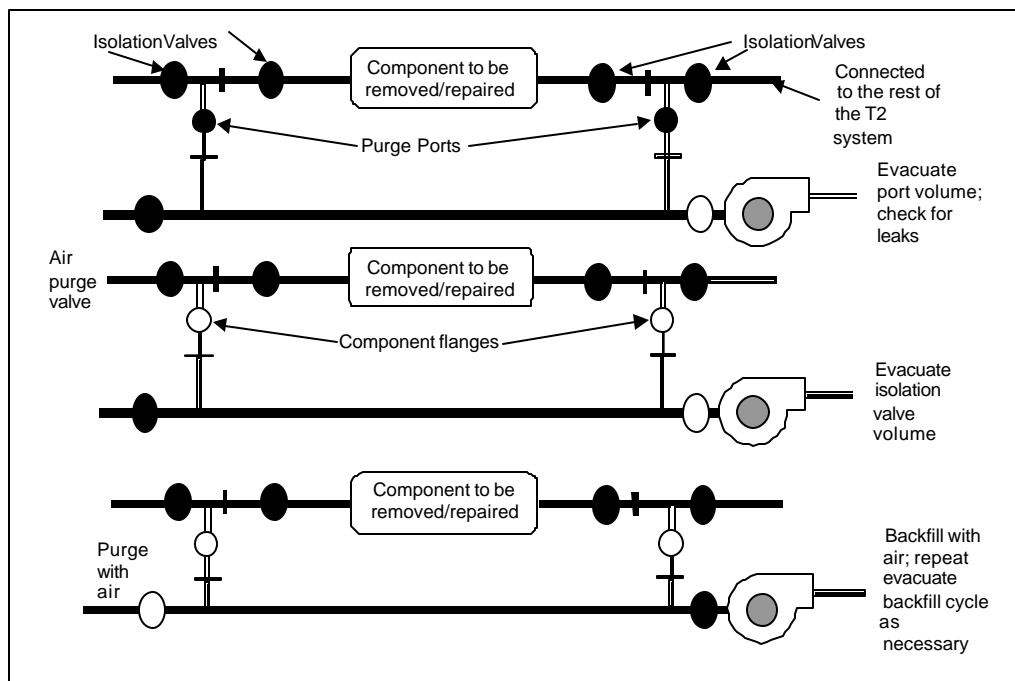 IsolationValves
IsolationValves
Component to be
removed/repaired
Connected
to the rest of
the T2
system
Purge Ports
Evacuate
port volume;
check for
leaks
Air
purge
valve
Component to be
removed/repaired
Component flanges
Evacuate
isolation
valve
volume
Component to be
removed/repaired
Purge
with
air
Backfill with
air; repeat
evacuate
backfill cycle
as
necessary